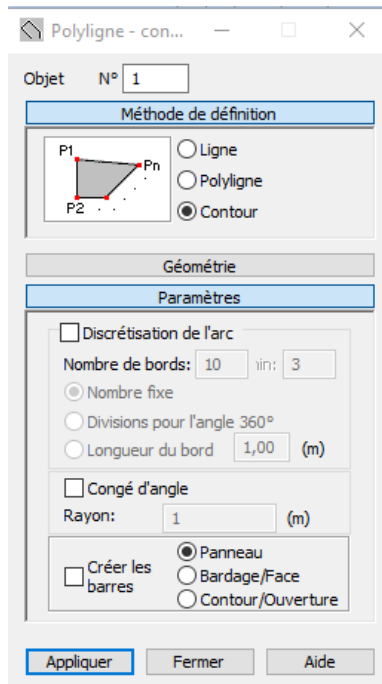 Polyligne - con...
Objet N° 1
Méthode de définition
P1
Pn
P2 . . .
Ligne
Polyligne
Contour
Géométrie
Paramètres
Discrétisation de l'arc
Nombre de bords: 10 min: 3
Nombre fixe
Divisions pour l'angle 360°
Longueur du bord 1,00 (m)
Congé d'angle
Rayon: 1 (m)
Créer les
barres
Panneau
Bardage/Face
Contour/Ouverture
Appliquer Fermer Aide